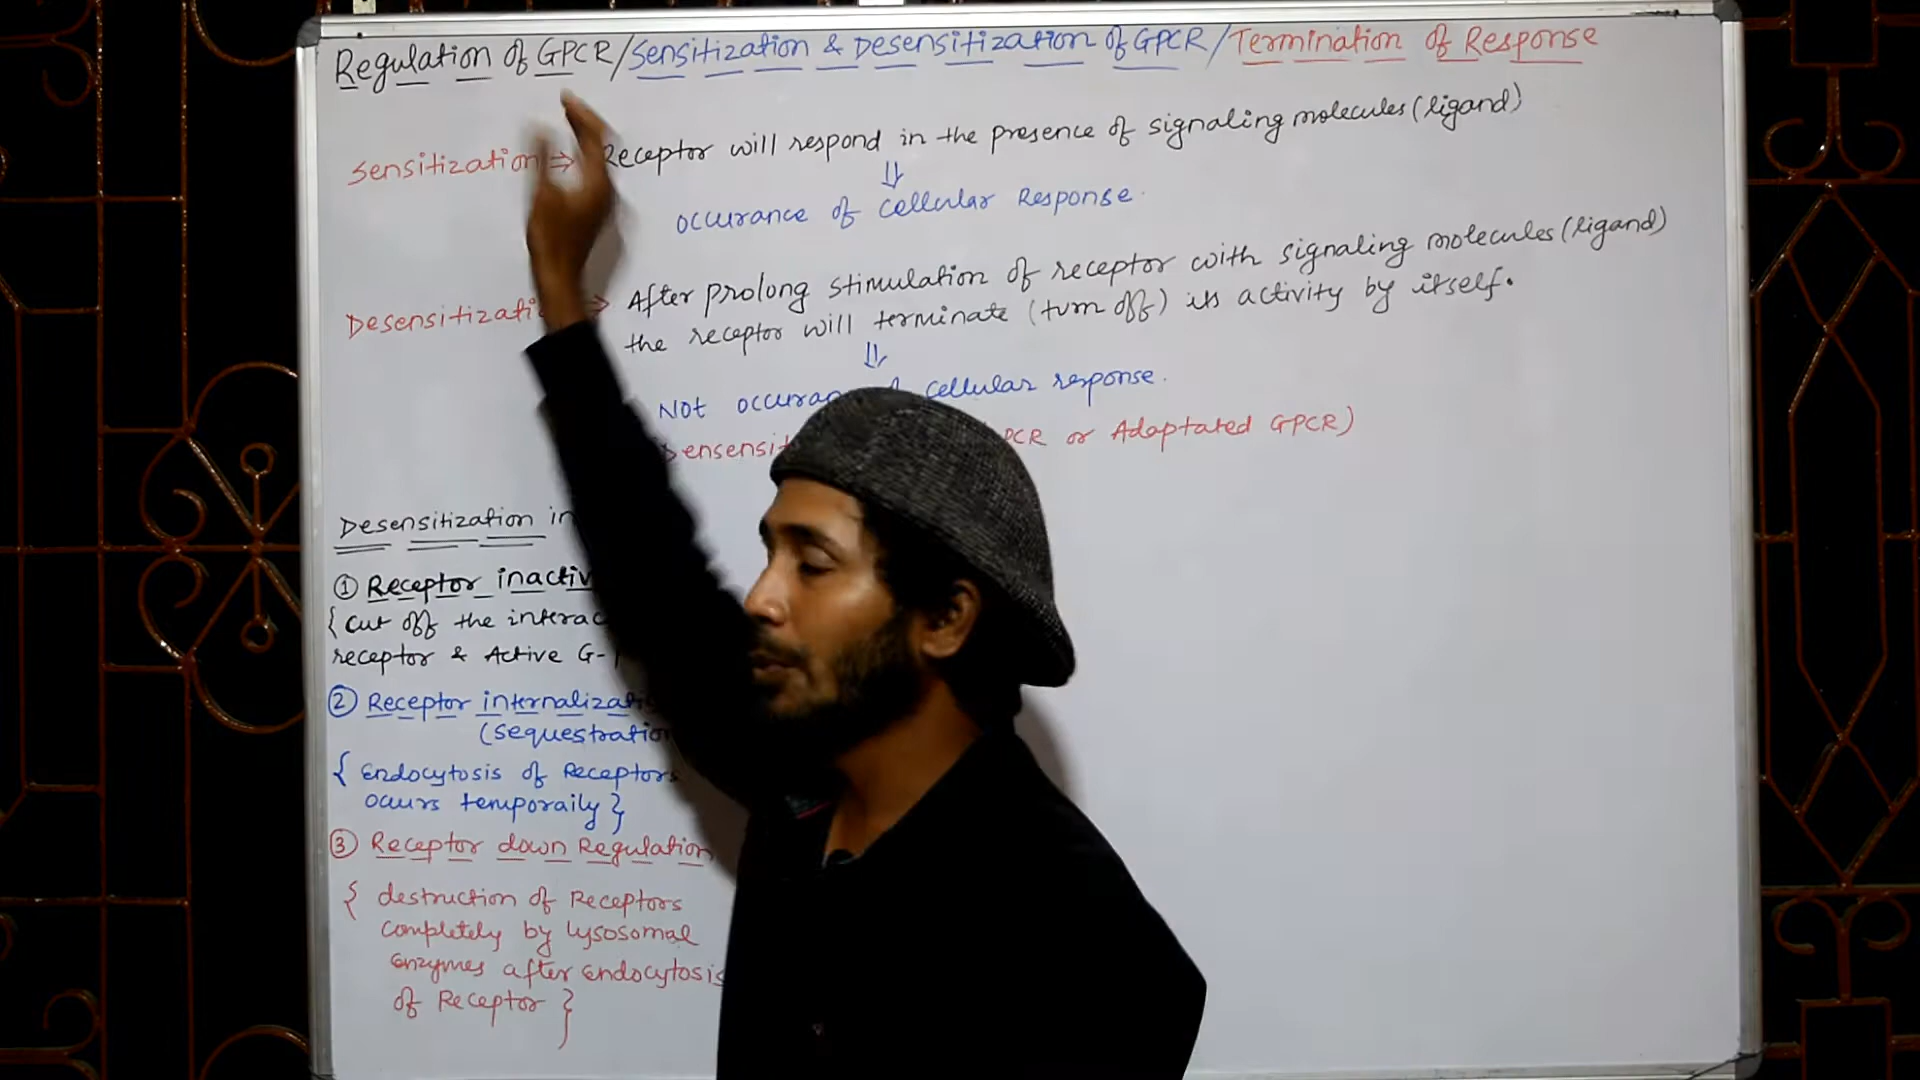 Regulation of GPCR/Sensitization & Desensitization of GPCR/Termination of Response
Sensitization ⇒ Receptor will respond in the presence of signaling molecules (ligand)
⇓
Occurance of cellular Response.
After prolong stimulation of receptor with signaling molecules (ligand)
the receptor will terminate (turn off) its activity by itself.
⇓
Not cellular response.
or Adaptated GPCR)
Desensitization in
① Receptor
{ cut off the
receptor & Active G-
② Receptor
(sequestration
{ Endocytosis of Receptors
occurs temporaily }
③ Receptor down Regulation
{ destruction of Receptors
completely by lysosomal
enzymes after endocytosis
of Receptor }